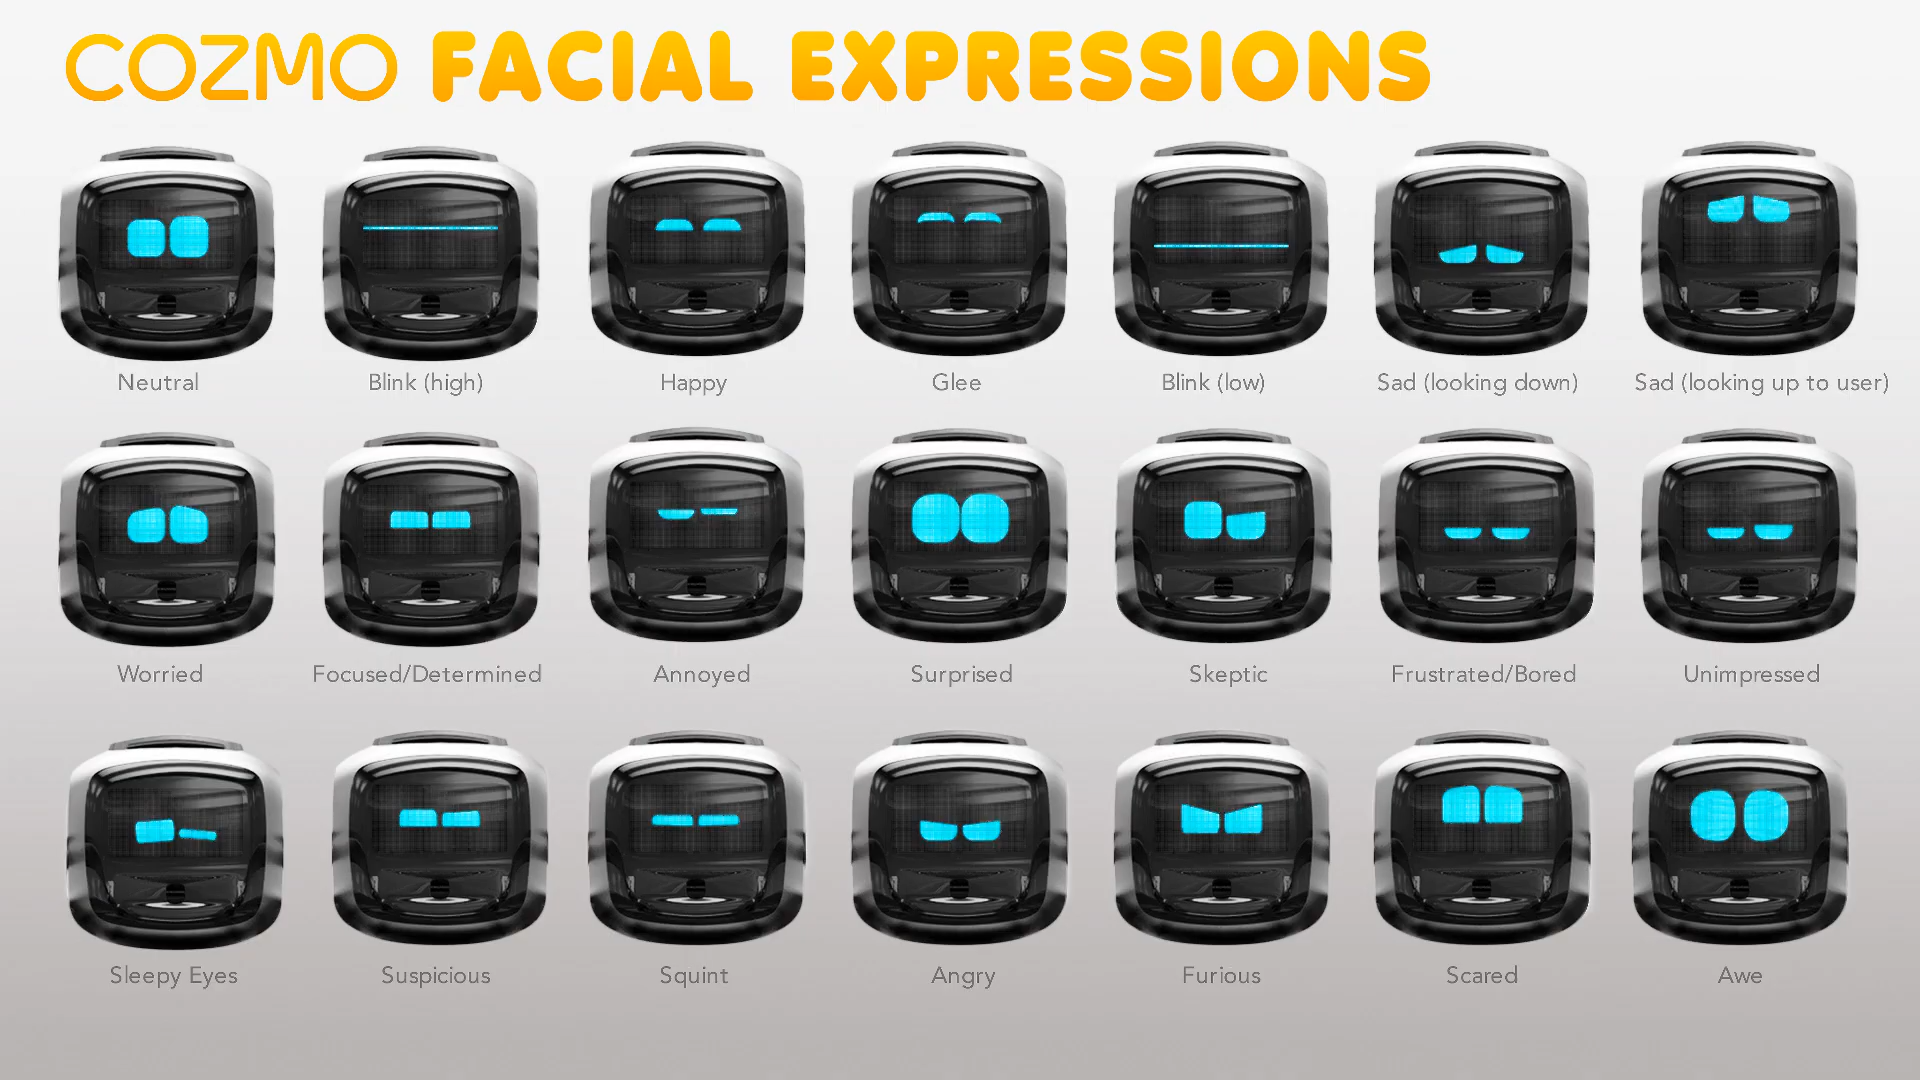 COZMO FACIAL EXPRESSIONS
Neutral
Blink (high)
Happy
Glee
Blink (low)
Sad (looking down)
Sad (looking up to user)
Worried
Focused/Determined
Annoyed
Surprised
Skeptic
Frustrated/Bored
Unimpressed
Sleepy Eyes
Suspicious
Squint
Angry
Furious
Scared
Awe